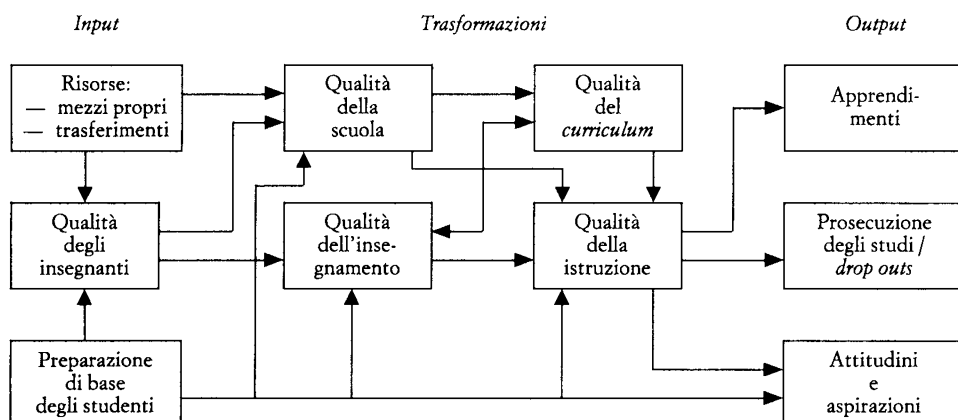 Input
Trasformazioni
Output
Risorse:
— mezzi propri
— trasferimenti
Qualità
della
scuola
Qualità
del
curriculum
Apprendi-
menti
Qualità
degli
insegnanti
Qualità
dell'inse-
gnamento
Qualità
della
istruzione
Prosecuzione
degli studi /
drop outs
Preparazione
di base
degli studenti
Attitudini
e
aspirazioni